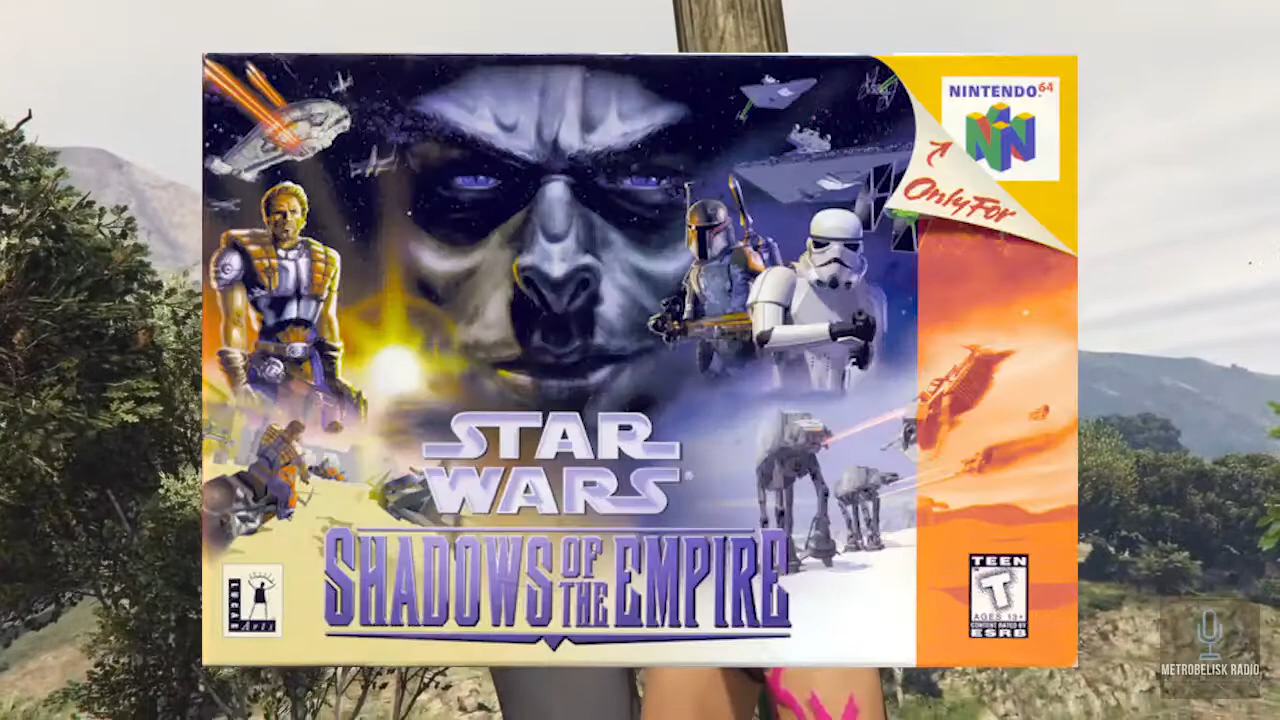 NINTENDO 64
Only For
STAR
WARS
SHADOWS OF THE EMPIRE
LUCAS
Arts
TEEN
T
AGES 13+
CONTENT RATED BY
ESRB
METROBELISK RADIO